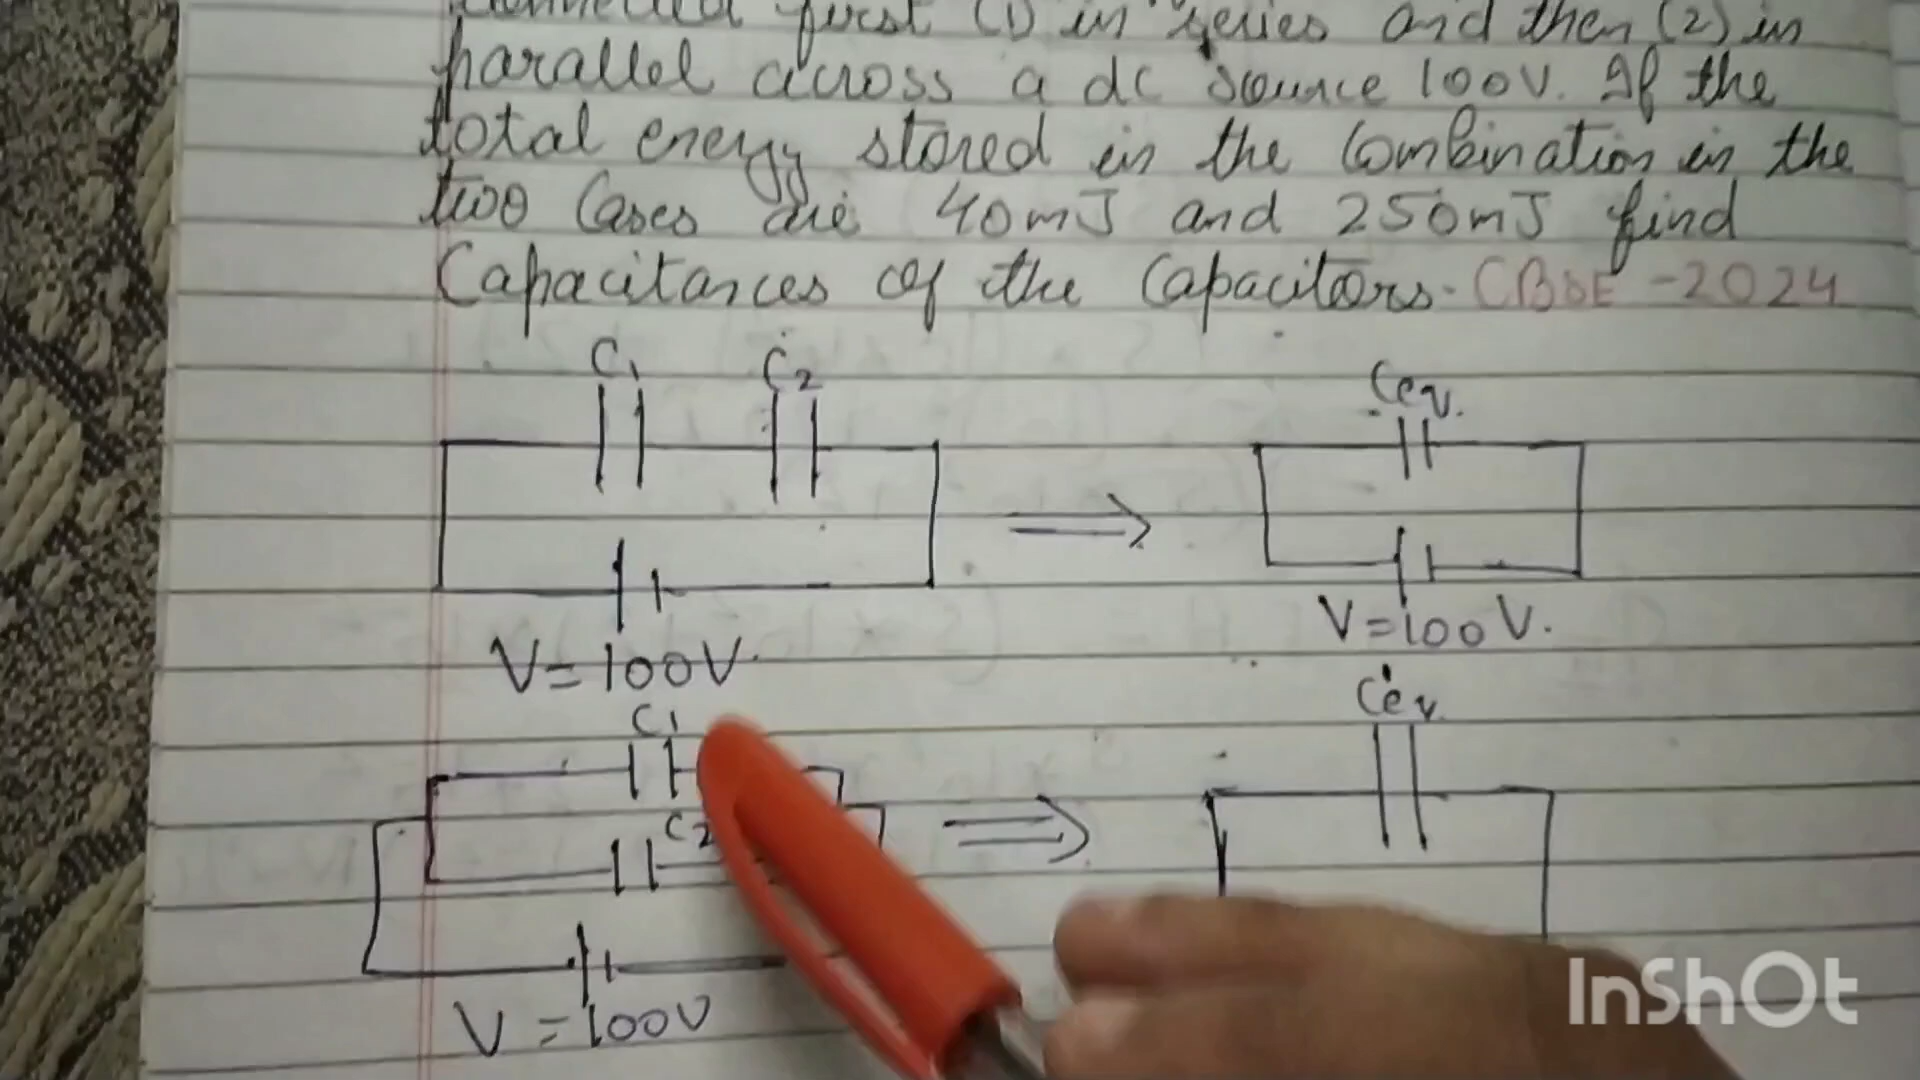 connected first (1) in series and then (2) in
parallel across a dc source 100V. If the
total energy stored in the combination in the
two cases are 40mJ and 250mJ find
Capacitances of the capacitors. CBSE -2024
C1 C2
Ceq.
V=100V.
V=100V.
C1
C2
C'eq
V=100V
InShOt